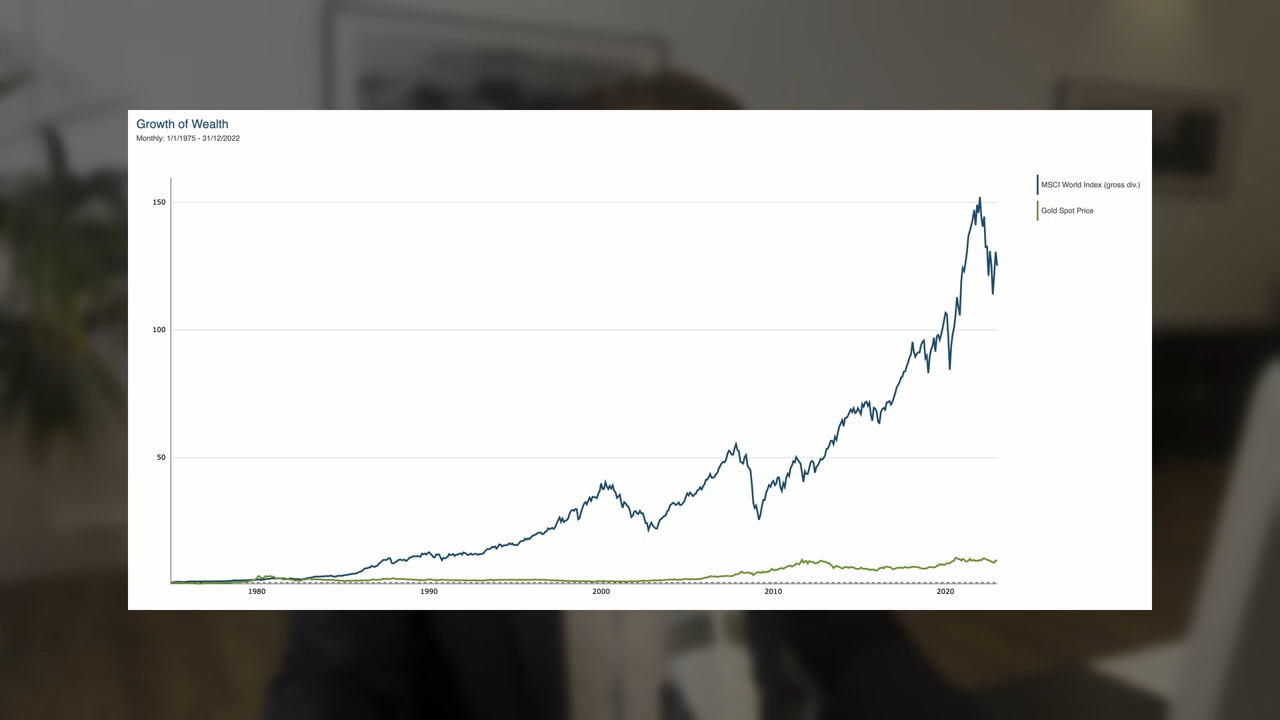 Growth of Wealth
Monthly: 1/1/1975 - 31/12/2022
MSCI World Index (gross div.)
Gold Spot Price
150
100
50
1980 1990 2000 2010 2020